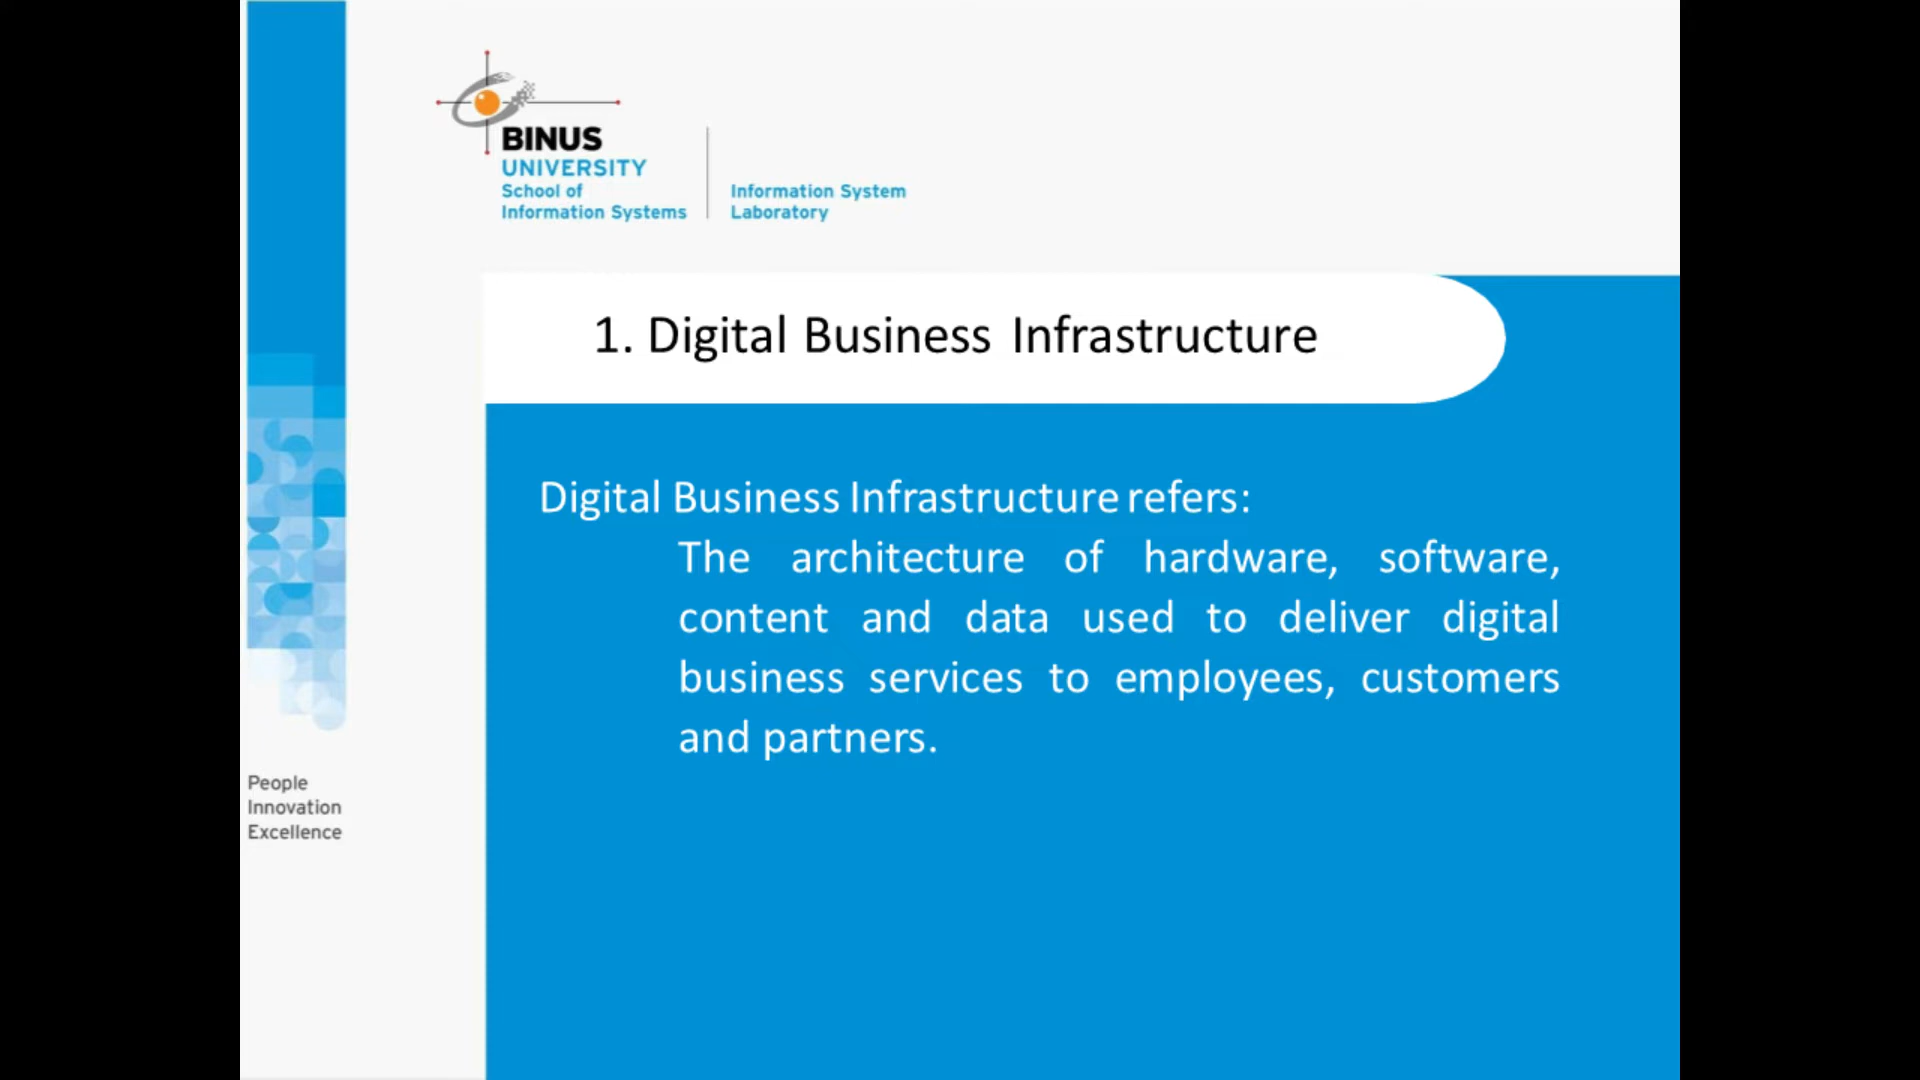 BINUS
UNIVERSITY
School of
Information Systems
Information System
Laboratory
1. Digital Business Infrastructure
Digital Business Infrastructure refers:
The architecture of hardware, software,
content and data used to deliver digital
business services to employees, customers
and partners.
People
Innovation
Excellence